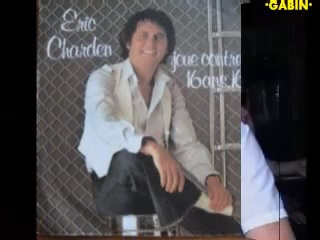 ·GABIN·
Eric
Charden
joue contre
16 ans